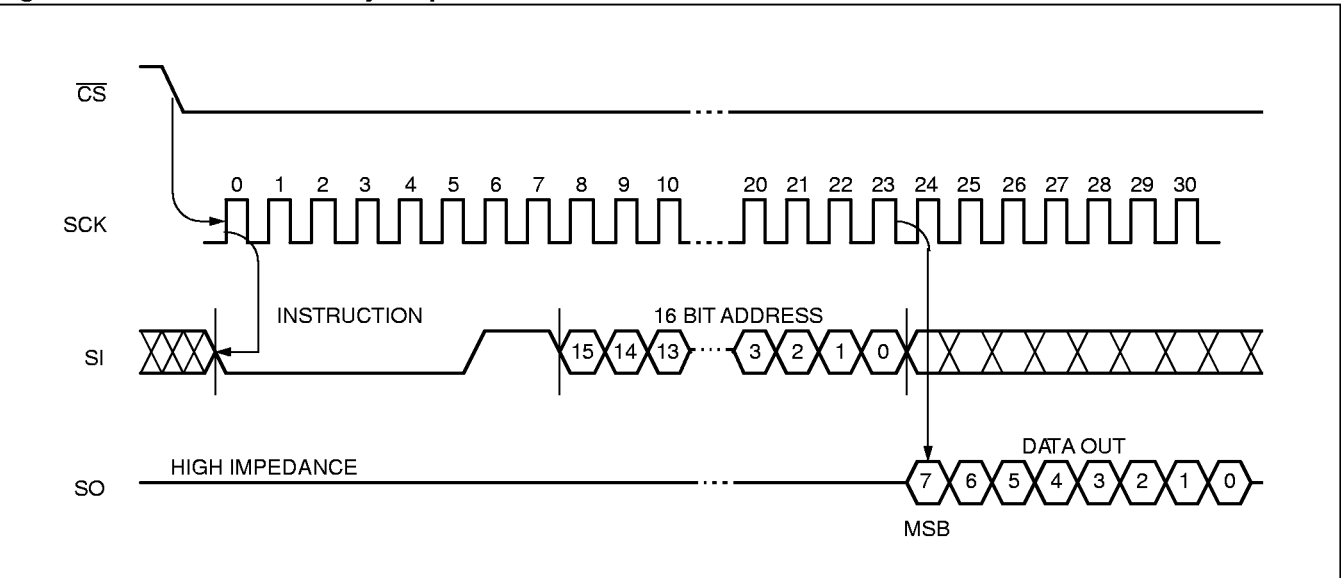 CS
0 1 2 3 4 5 6 7 8 9 10 20 21 22 23 24 25 26 27 28 29 30
SCK
INSTRUCTION 16 BIT ADDRESS
SI 15 14 13 3 2 1 0
DATA OUT
HIGH IMPEDANCE
SO 7 6 5 4 3 2 1 0
MSB